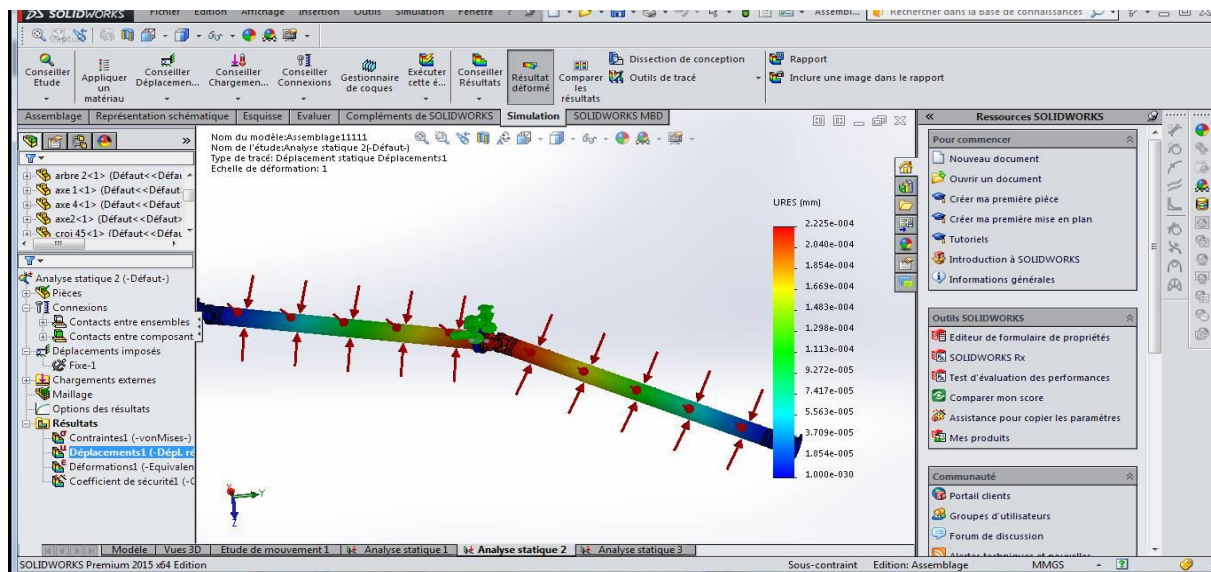 SOLIDWORKS
Fichier Edition Affichage Insertion Outils Simulation Fenêtre ?
Assembl...
Rechercher dans la base de connaissances
Conseiller Etude
Appliquer un matériau
Conseiller Déplacemen...
Conseiller Chargemen...
Conseiller Connexions
Gestionnaire de coques
Exécuter cette é...
Conseiller Résultats
Résultat déformé
Comparer les résultats
Dissection de conception
Outils de tracé
Rapport
Inclure une image dans le rapport
Assemblage Représentation schématique Esquisse Evaluer Compléments de SOLIDWORKS Simulation SOLIDWORKS MBD
arbre 2<1> (Défaut<<Défau
axe 1<1> (Défaut<<Défaut
axe 4<1> (Défaut<<Défaut
axe2<1> (Défaut<<Défaut>
croi 45<1> (Défaut<<Défau
Analyse statique 2 (-Défaut-)
Pièces
Connexions
Contacts entre ensembles
Contacts entre composant
Déplacements imposés
Fixe-1
Chargements externes
Maillage
Options des résultats
Résultats
Contraintes1 (-vonMises-)
Déplacements1 (-Dépl. ré
Déformations1 (-Equivalen
Coefficient de sécurité1 (-C
Nom du modèle:Assemblage11111
Nom de l'étude:Analyse statique 2(-Défaut-)
Type de tracé: Déplacement statique Déplacements1
Echelle de déformation: 1
URES (mm)
2.225e-004
2.040e-004
1.854e-004
1.669e-004
1.483e-004
1.298e-004
1.113e-004
9.272e-005
7.417e-005
5.563e-005
3.709e-005
1.854e-005
1.000e-030
X
Y
Z
Ressources SOLIDWORKS
Pour commencer
Nouveau document
Ouvrir un document
Créer ma première pièce
Créer ma première mise en plan
Tutoriels
Introduction à SOLIDWORKS
Informations générales
Outils SOLIDWORKS
Editeur de formulaire de propriétés
SOLIDWORKS Rx
Test d'évaluation des performances
Comparer mon score
Assistance pour copier les paramètres
Mes produits
Communauté
Portail clients
Groupes d'utilisateurs
Forum de discussion
Alertes techniques et nouvelles
Modèle Vues 3D Etude de mouvement 1 Analyse statique 1 Analyse statique 2 Analyse statique 3
SOLIDWORKS Premium 2015 x64 Edition
Sous-contraint Edition: Assemblage MMGS